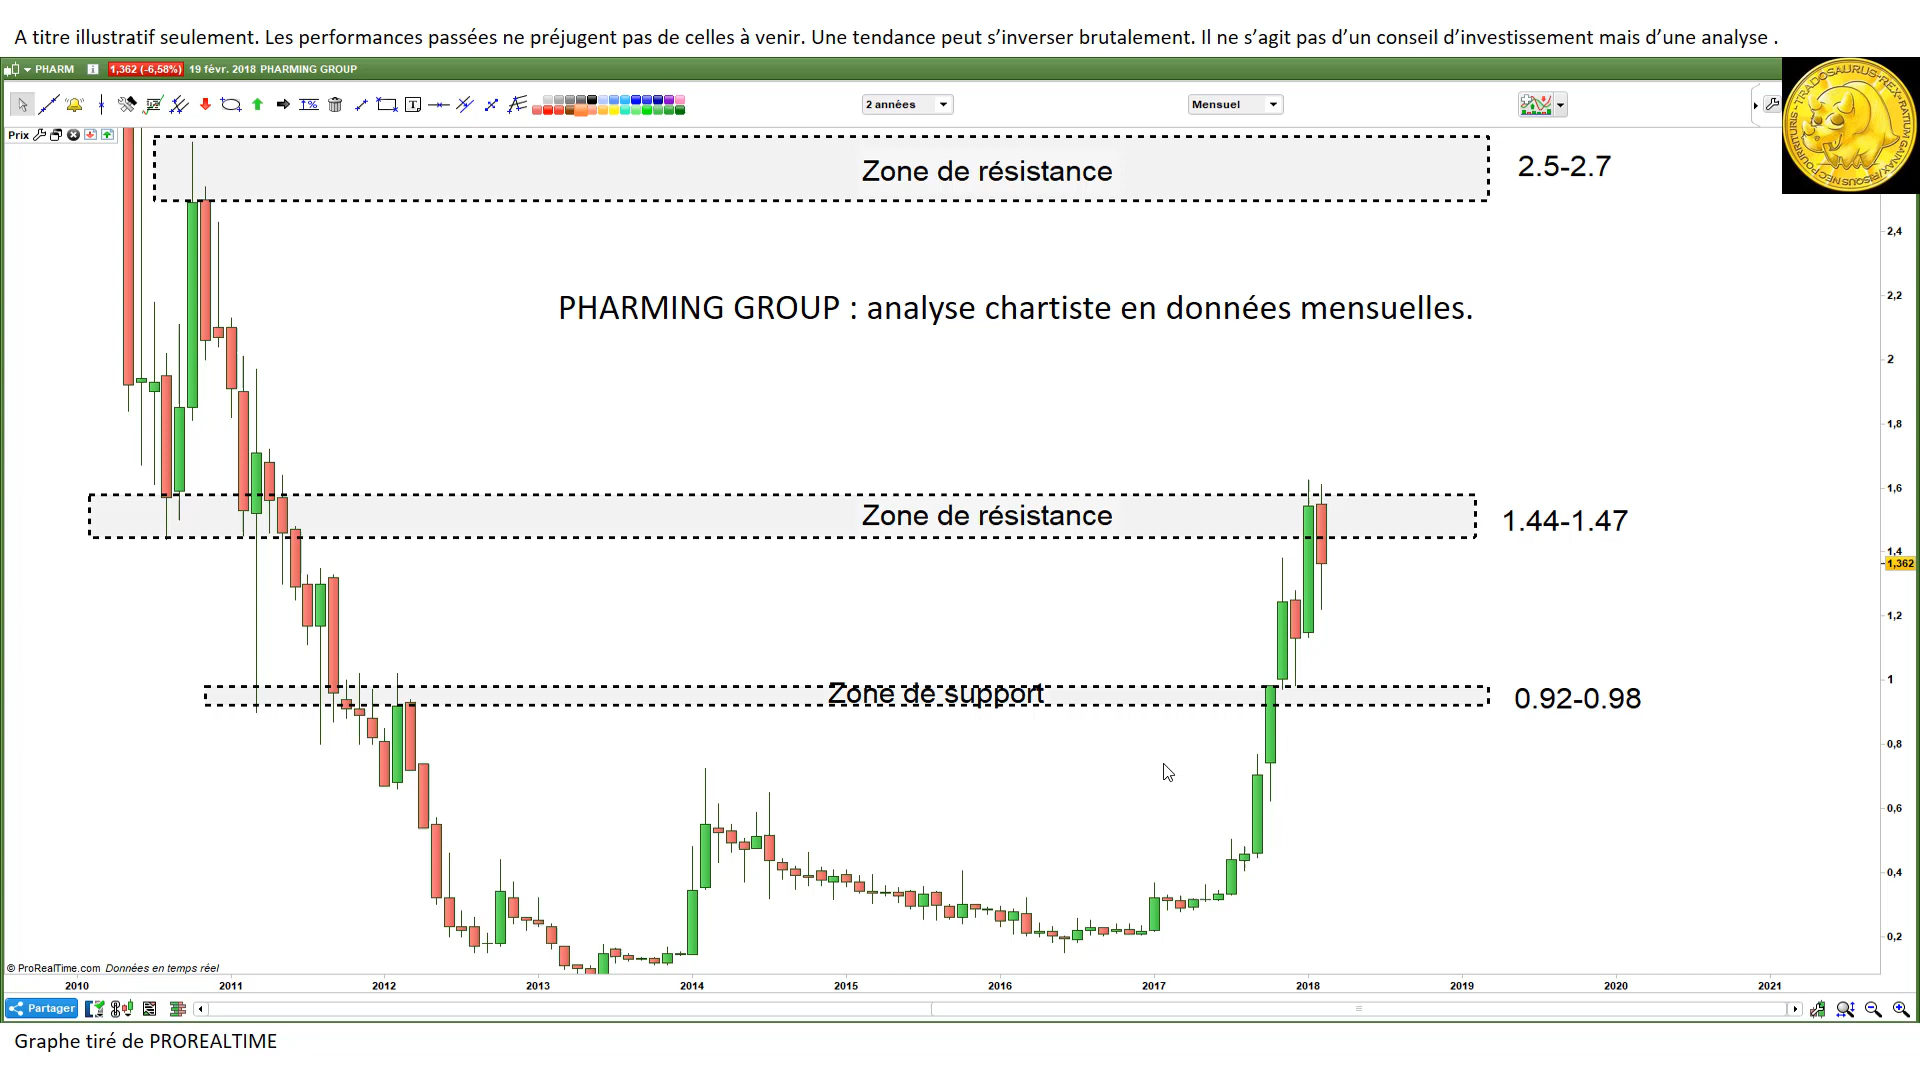 A titre illustratif seulement. Les performances passées ne préjugent pas de celles à venir. Une tendance peut s’inverser brutalement. Il ne s’agit pas d’un conseil d’investissement mais d’une analyse .
PHARM 1,362 (-6,58%) 19 févr. 2018 PHARMING GROUP
2 années
Mensuel
Prix
Zone de résistance
2.5-2.7
2,4
PHARMING GROUP : analyse chartiste en données mensuelles.
2,2
2
1,8
1,6
Zone de résistance
1.44-1.47
1,4
1,362
1,2
1
Zone de support
0.92-0.98
0,8
0,6
0,4
0,2
© ProRealTime.com Données en temps réel
2010 2011 2012 2013 2014 2015 2016 2017 2018 2019 2020 2021
Partager
Graphe tiré de PROREALTIME